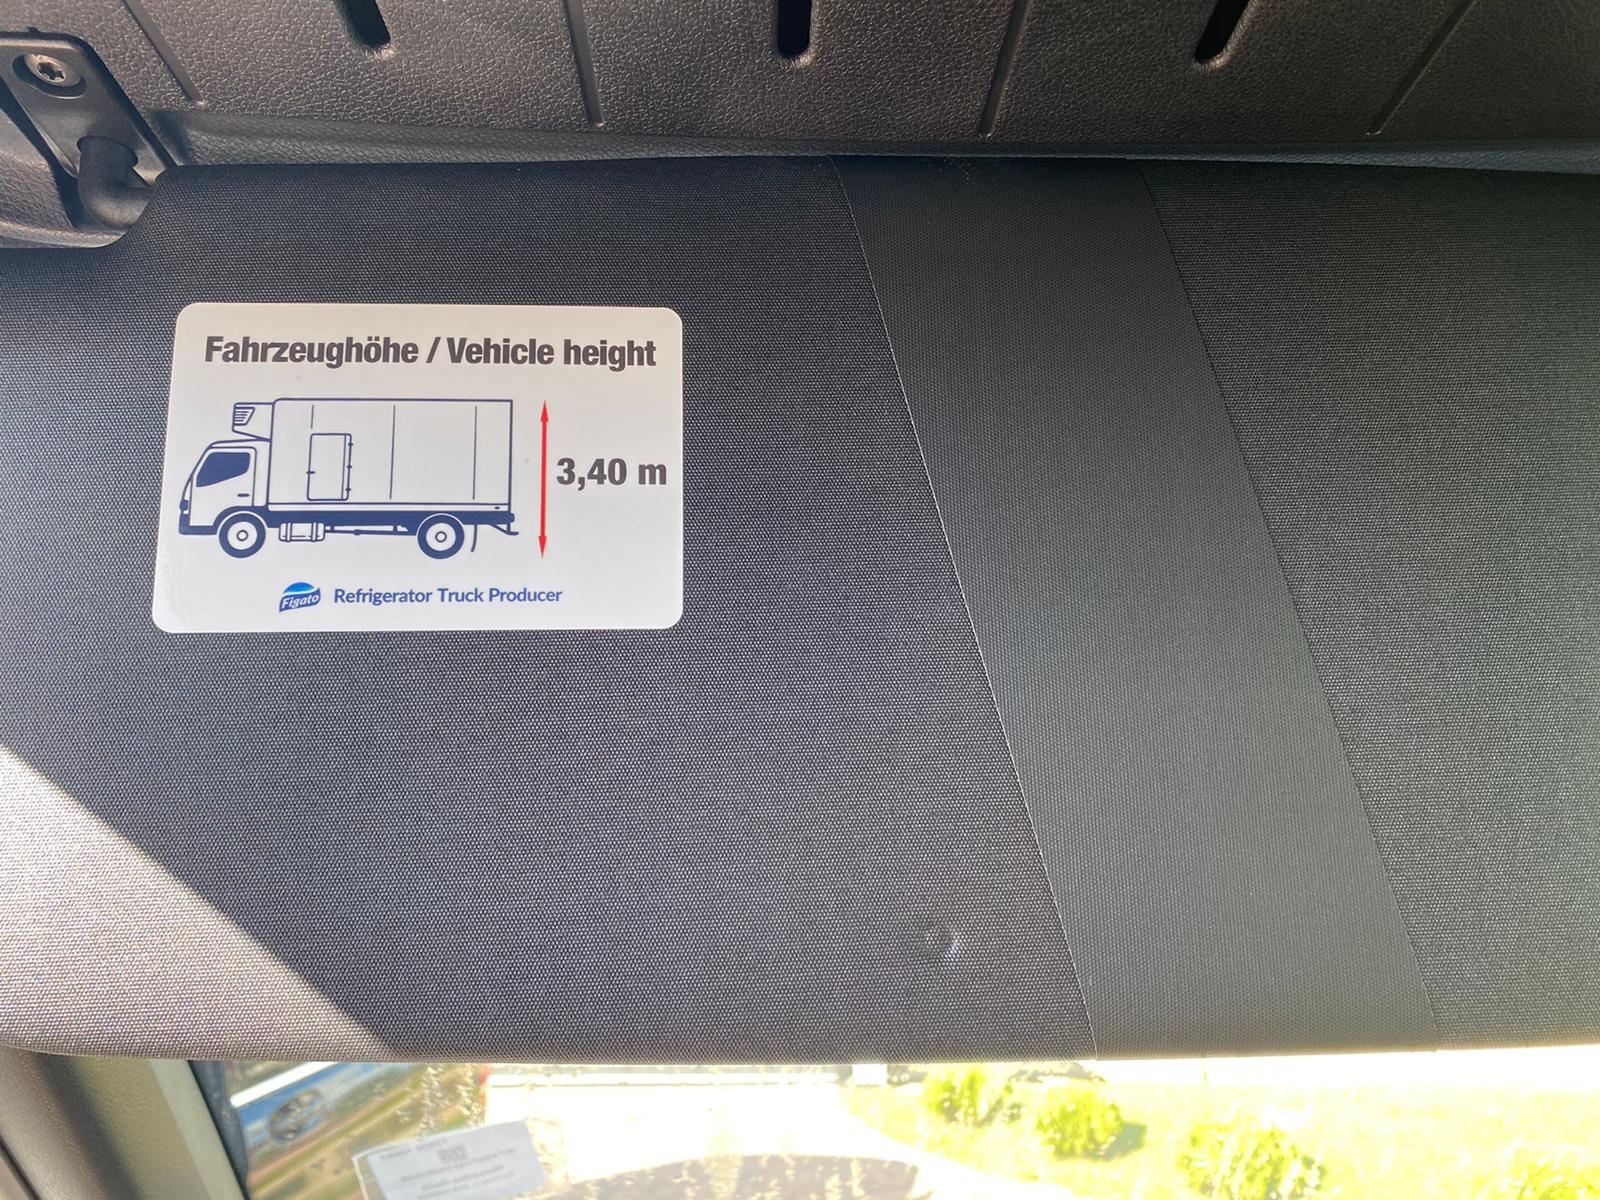 Fahrzeughöhe / Vehicle height
3,40 m
Figato Refrigerator Truck Producer